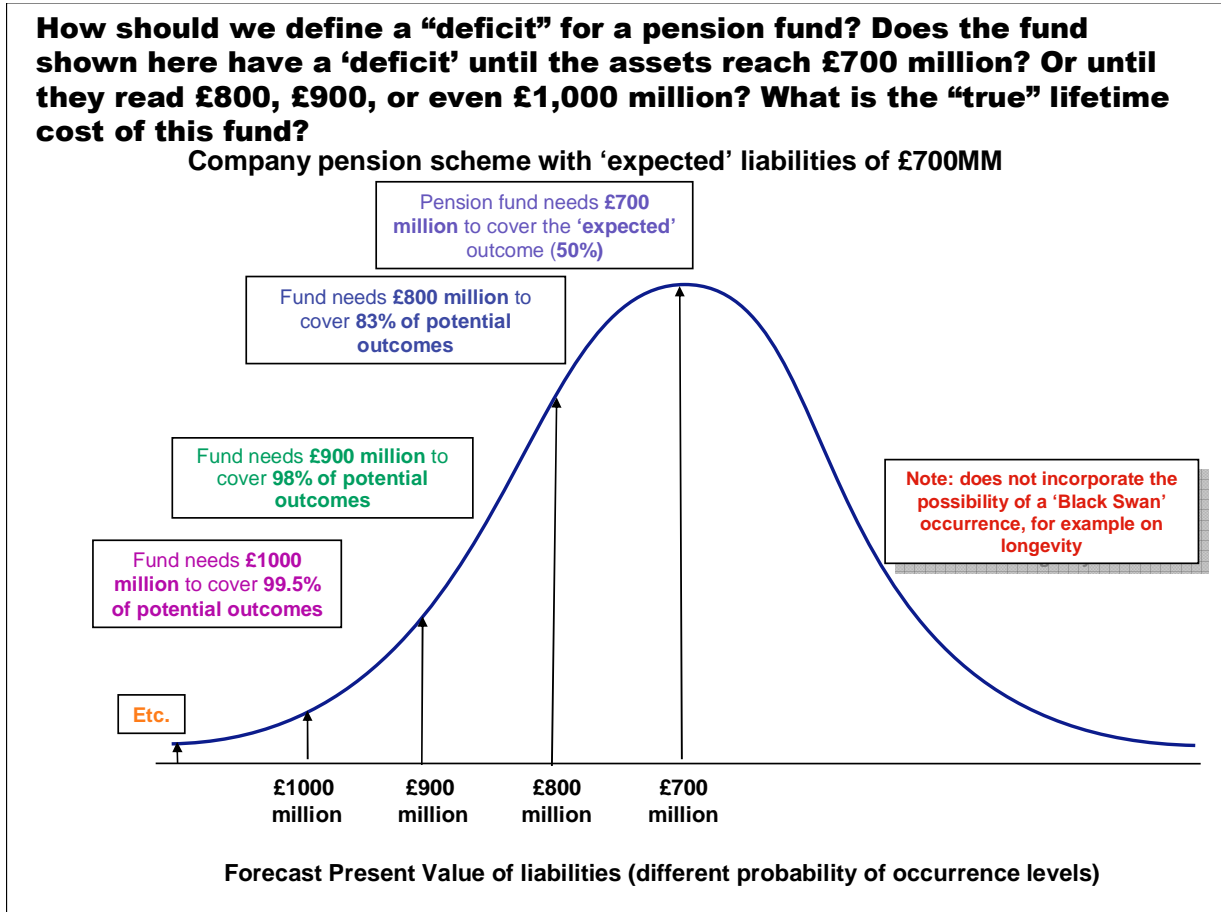 How should we define a “deficit” for a pension fund? Does the fund
shown here have a ‘deficit’ until the assets reach £700 million? Or until
they read £800, £900, or even £1,000 million? What is the “true” lifetime
cost of this fund?
Company pension scheme with ‘expected’ liabilities of £700MM
Pension fund needs £700
million to cover the ‘expected’
outcome (50%)
Fund needs £800 million to
cover 83% of potential
outcomes
Fund needs £900 million to
cover 98% of potential
outcomes
Note: does not incorporate the
possibility of a ‘Black Swan’
occurrence, for example on
longevity
Fund needs £1000
million to cover 99.5%
of potential outcomes
Etc.
£1000
million
£900
million
£800
million
£700
million
Forecast Present Value of liabilities (different probability of occurrence levels)